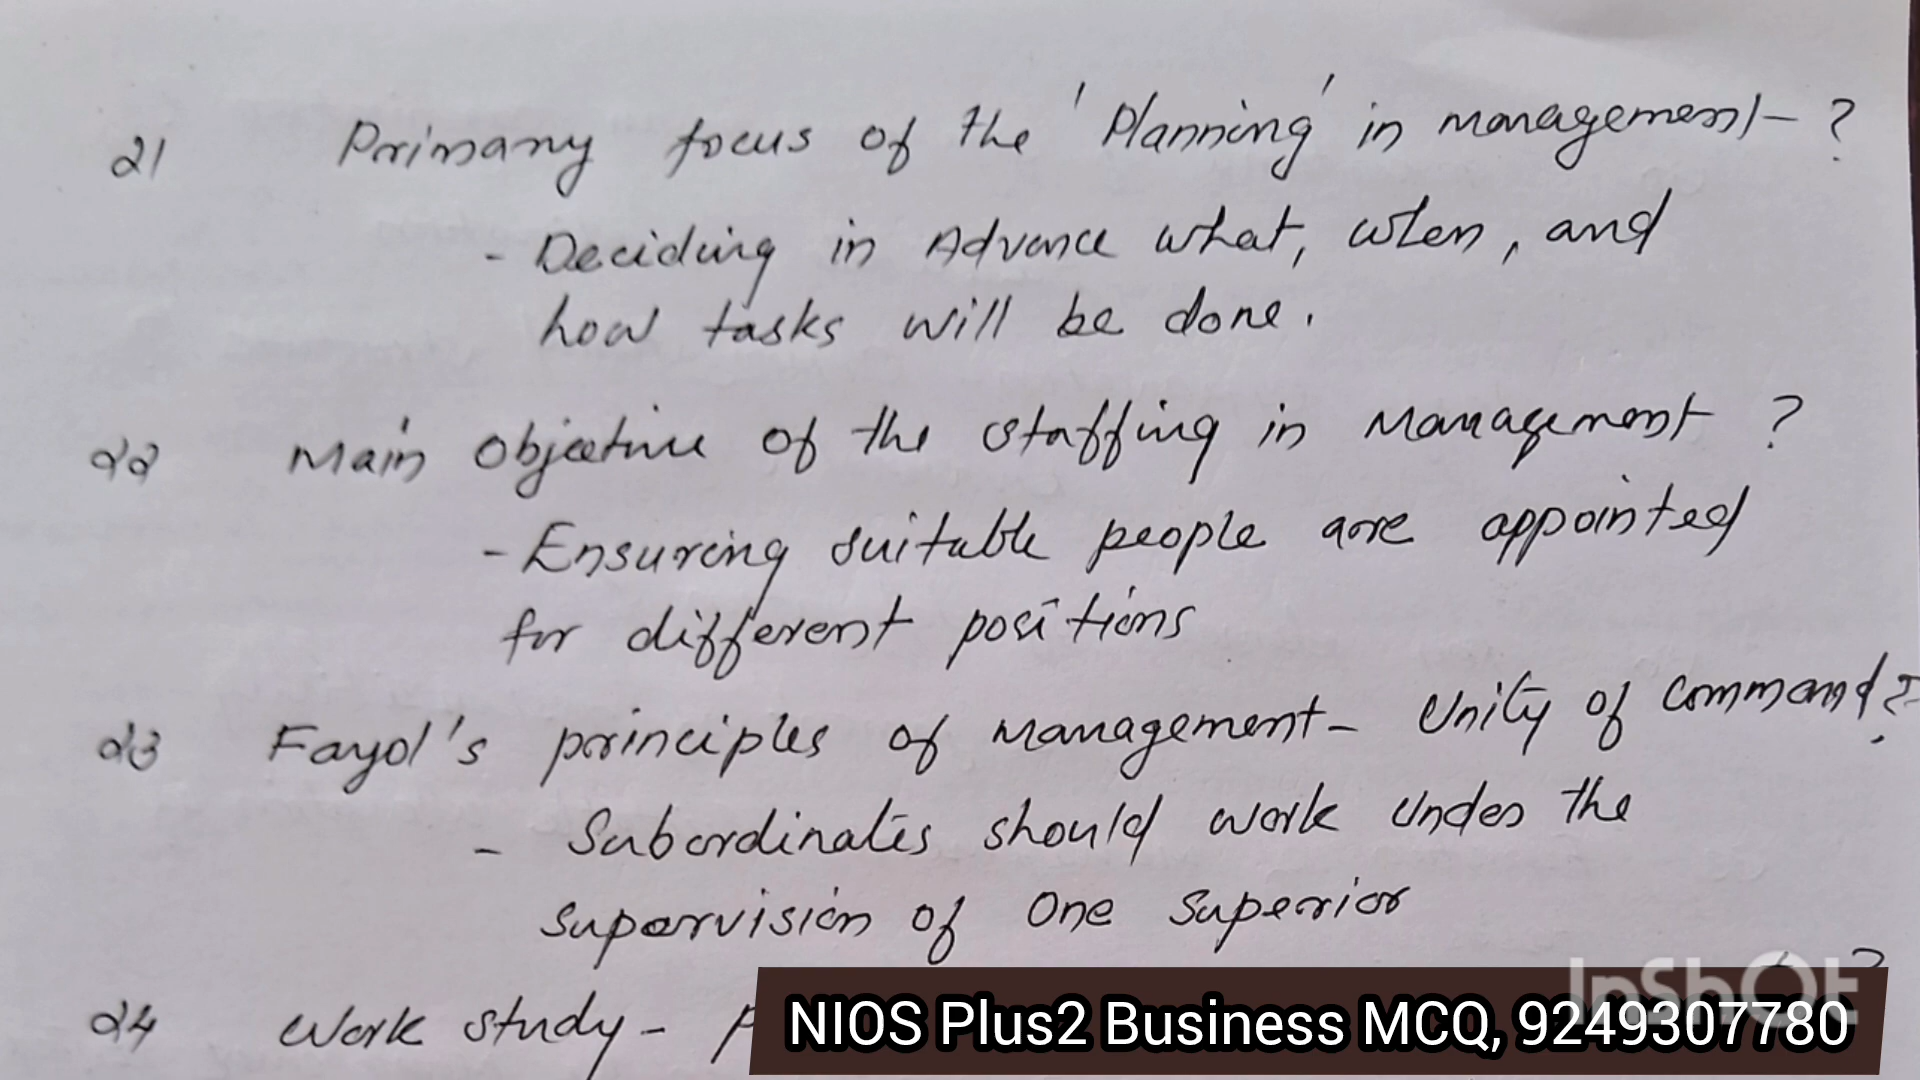 21 Primary focus of the 'Planning' in management - ?
- Deciding in Advance what, when, and
how tasks will be done.
22 Main Objective of the staffing in Management ?
- Ensuring suitable people are appointed
for different positions
23 Fayol's principles of management - Unity of Command?
- Subordinates should work under the
supervision of One Superior
24 Work study -
InShOt
NIOS Plus2 Business MCQ, 9249307780